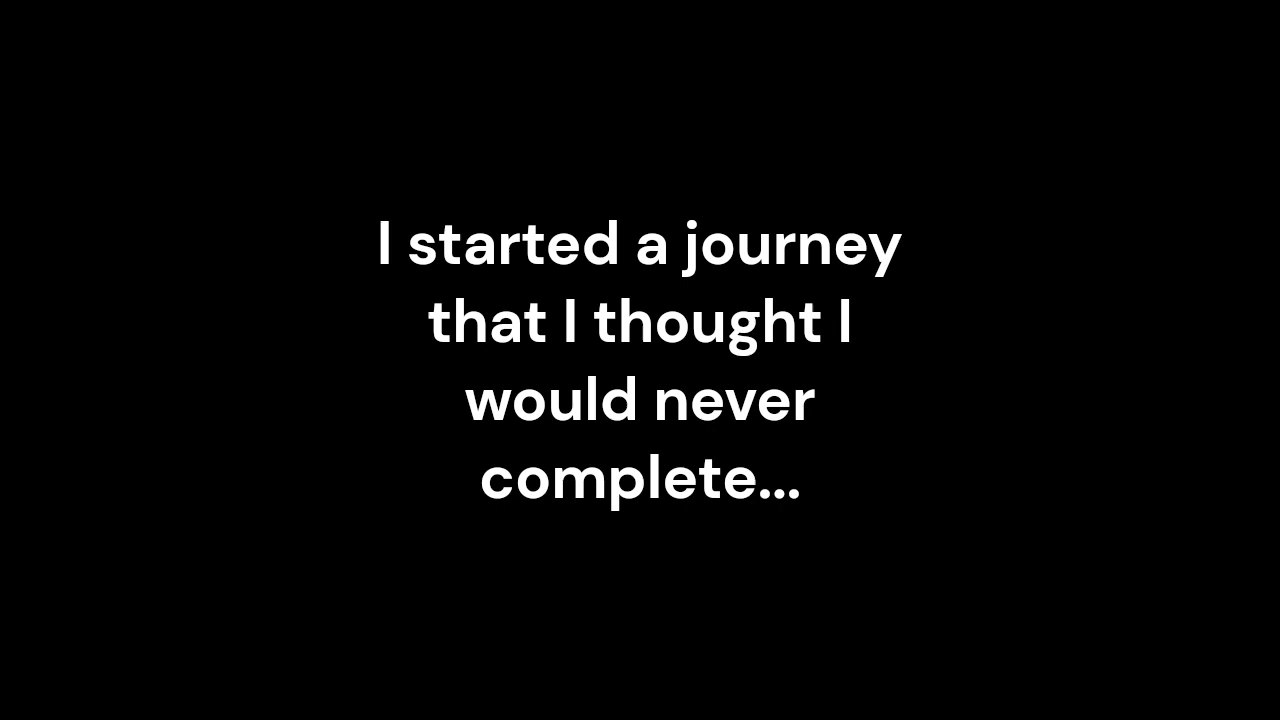 I started a journey
that I thought I
would never
complete...